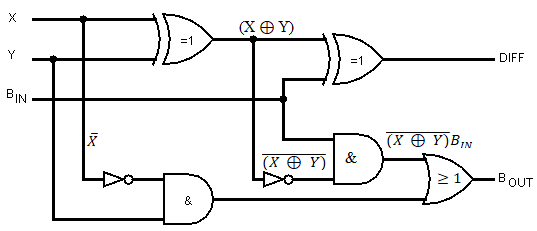 X
(X ⊕ Y)
=1
Y
=1
DIFF
B_IN
X̅
(X ⊕ Y)̅
&
(X ⊕ Y)̅B_IN
≥ 1
B_OUT
&